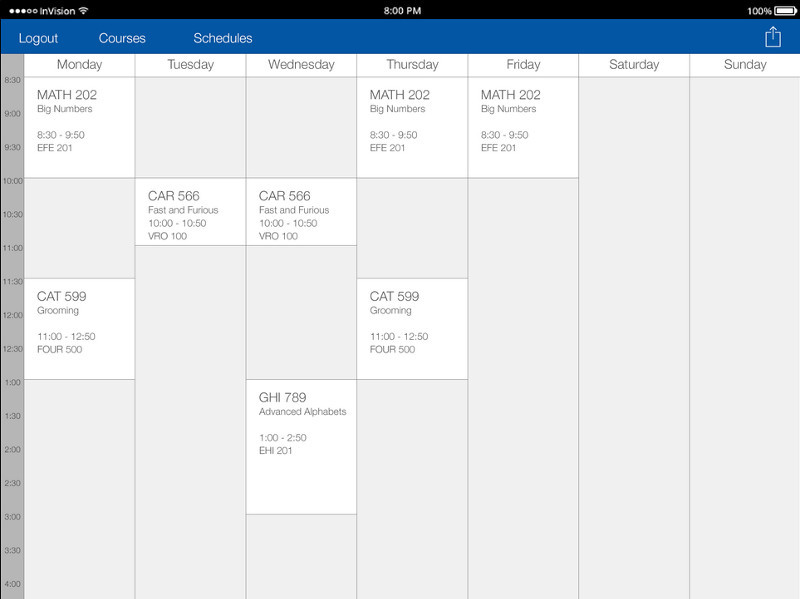 InVision
8:00 PM
100%
Logout
Courses
Schedules
Monday
Tuesday
Wednesday
Thursday
Friday
Saturday
Sunday
8:30
9:00
9:30
10:00
10:30
11:00
11:30
12:00
12:30
1:00
1:30
2:00
2:30
3:00
3:30
4:00
MATH 202
Big Numbers
8:30 - 9:50
EFE 201
CAT 599
Grooming
11:00 - 12:50
FOUR 500
CAR 566
Fast and Furious
10:00 - 10:50
VRO 100
CAR 566
Fast and Furious
10:00 - 10:50
VRO 100
GHI 789
Advanced Alphabets
1:00 - 2:50
EHI 201
MATH 202
Big Numbers
8:30 - 9:50
EFE 201
CAT 599
Grooming
11:00 - 12:50
FOUR 500
MATH 202
Big Numbers
8:30 - 9:50
EFE 201